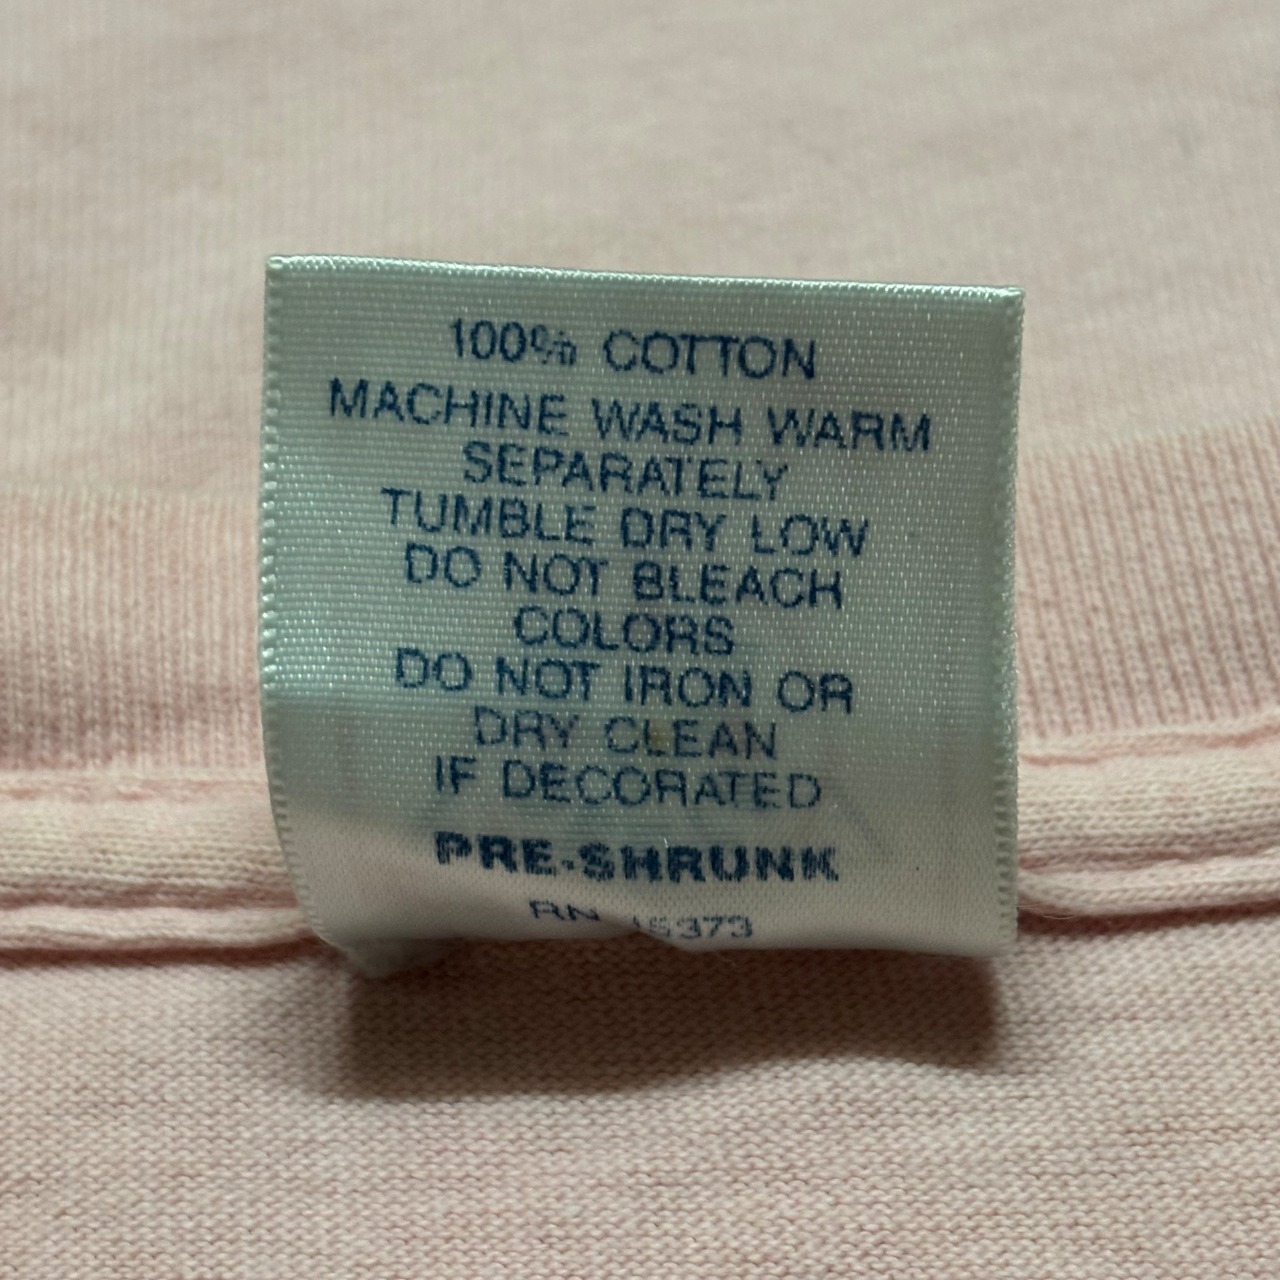 100% COTTON
MACHINE WASH WARM
SEPARATELY
TUMBLE DRY LOW
DO NOT BLEACH
COLORS
DO NOT IRON OR
DRY CLEAN
IF DECORATED
PRE-SHRUNK
RN